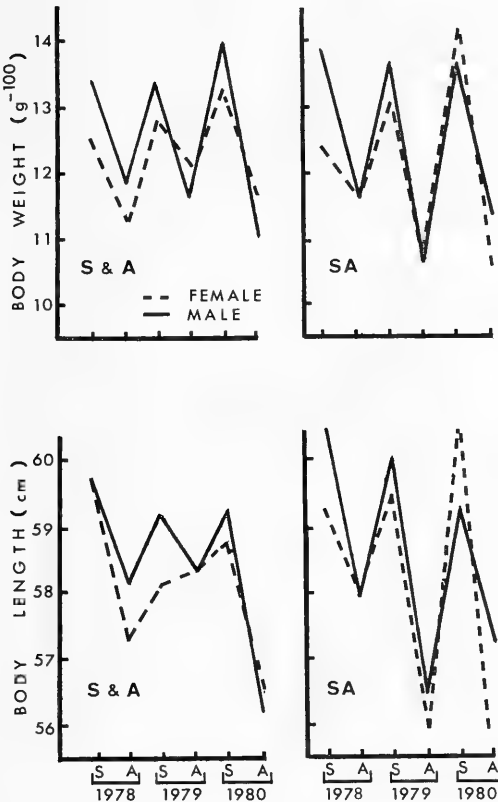 BODY WEIGHT (g-100)
14
13
12
11
10
S & A
FEMALE
MALE
SA
BODY LENGTH (cm)
60
59
58
57
56
S & A
SA
S A S A S A
1978 1979 1980
S A S A S A
1978 1979 1980